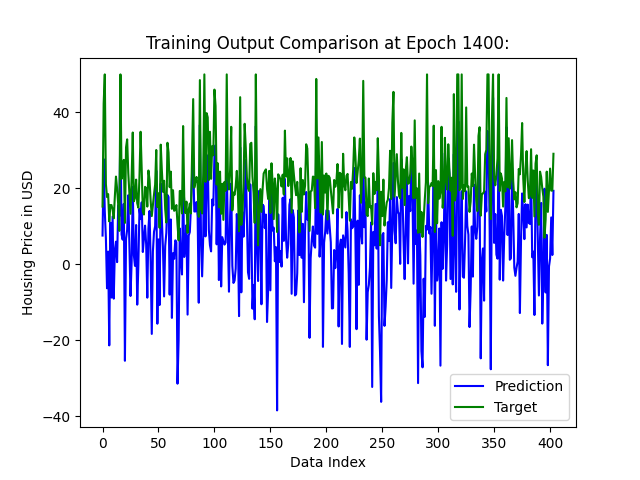 Training Output Comparison at Epoch 1400:
Housing Price in USD
40
20
0
−20
−40
0 50 100 150 200 250 300 350 400
Data Index
Prediction
Target